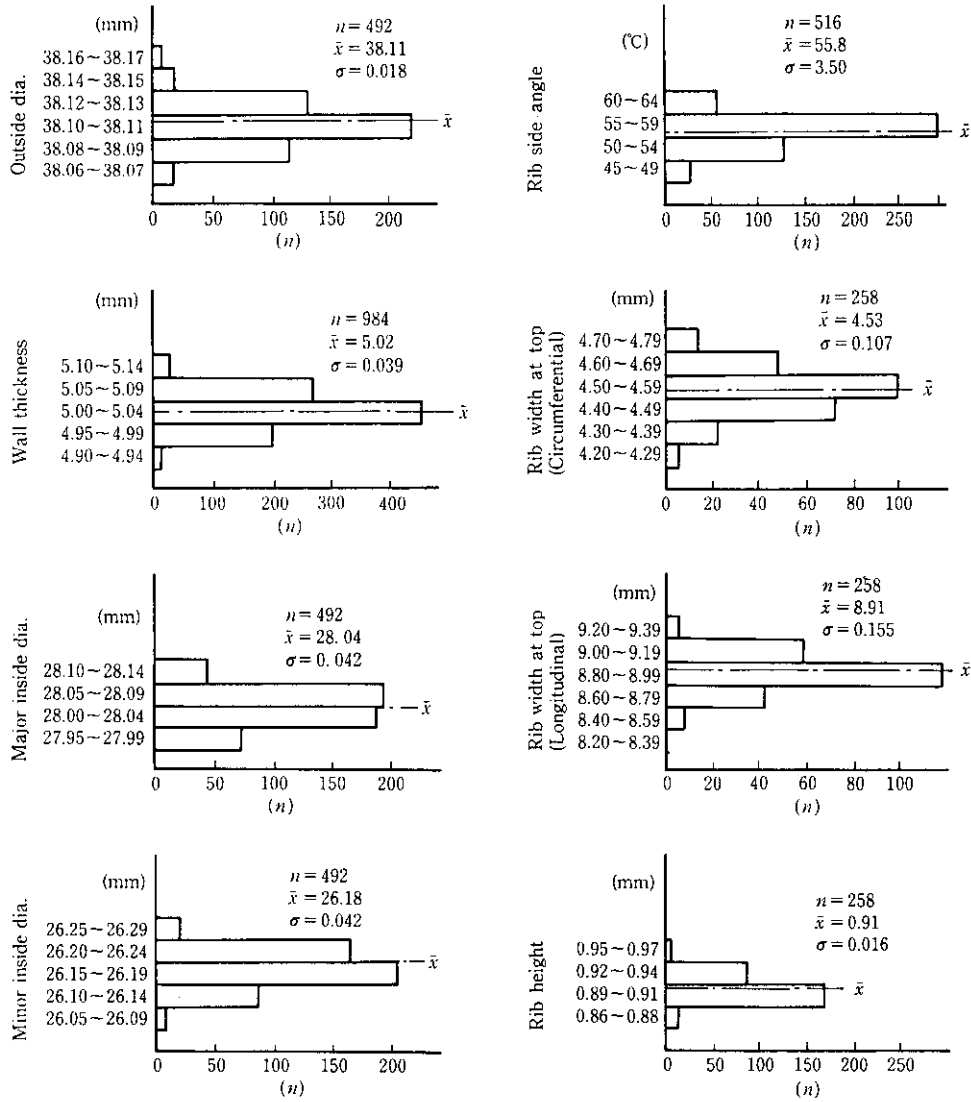 Outside dia.
(mm)
n = 492
x̄ = 38.11
σ = 0.018
38.16~38.17
38.14~38.15
38.12~38.13
38.10~38.11
38.08~38.09
38.06~38.07
x̄
0 50 100 150 200
(n)
Rib side angle
(℃)
n = 516
x̄ = 55.8
σ = 3.50
60~64
55~59
50~54
45~49
x̄
0 50 100 150 200 250
(n)
Wall thickness
(mm)
n = 984
x̄ = 5.02
σ = 0.039
5.10~5.14
5.05~5.09
5.00~5.04
4.95~4.99
4.90~4.94
x̄
0 100 200 300 400
(n)
Rib width at top
(Circumferential)
(mm)
n = 258
x̄ = 4.53
σ = 0.107
4.70~4.79
4.60~4.69
4.50~4.59
4.40~4.49
4.30~4.39
4.20~4.29
x̄
0 20 40 60 80 100
(n)
Major inside dia.
(mm)
n = 492
x̄ = 28.04
σ = 0.042
28.10~28.14
28.05~28.09
28.00~28.04
27.95~27.99
x̄
0 50 100 150 200
(n)
Rib width at top
(Longitudinal)
(mm)
n = 258
x̄ = 8.91
σ = 0.155
9.20~9.39
9.00~9.19
8.80~8.99
8.60~8.79
8.40~8.59
8.20~8.39
x̄
0 20 40 60 80 100
(n)
Minor inside dia.
(mm)
n = 492
x̄ = 26.18
σ = 0.042
26.25~26.29
26.20~26.24
26.15~26.19
26.10~26.14
26.05~26.09
x̄
0 50 100 150 200
(n)
Rib height
(mm)
n = 258
x̄ = 0.91
σ = 0.016
0.95~0.97
0.92~0.94
0.89~0.91
0.86~0.88
x̄
0 50 100 150 200 250
(n)